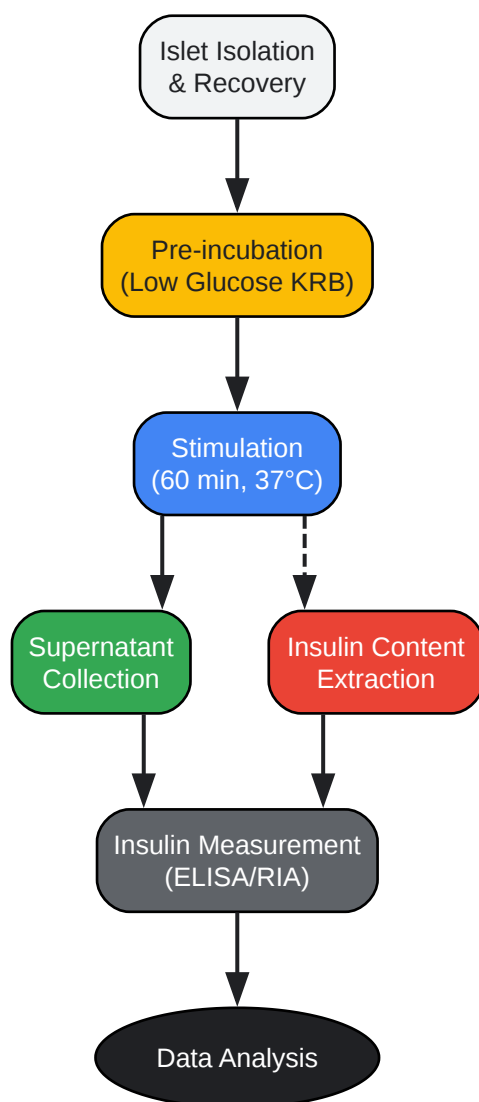 Islet Isolation
& Recovery
Pre-incubation
(Low Glucose KRB)
Stimulation
(60 min, 37°C)
Supernatant
Collection
Insulin Content
Extraction
Insulin Measurement
(ELISA/RIA)
Data Analysis